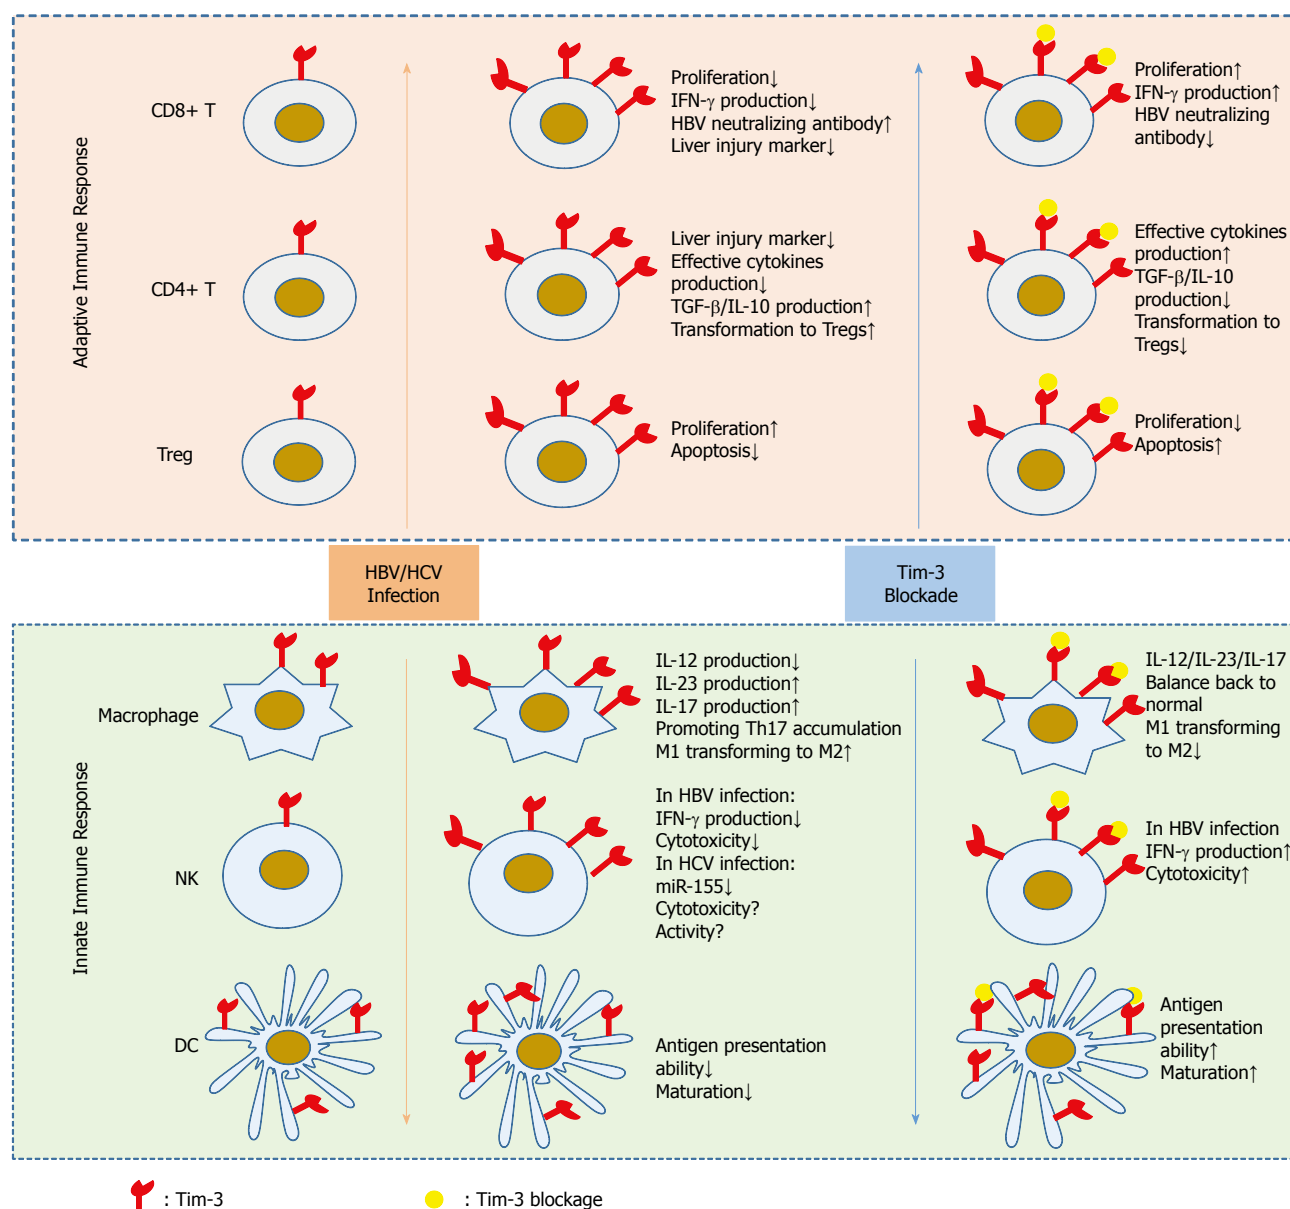 Adaptive Immune Response
CD8+ T
Proliferation↓
IFN-γ production↓
HBV neutralizing antibody↑
Liver injury marker↓
Proliferation↑
IFN-γ production↑
HBV neutralizing
antibody↓
CD4+ T
Liver injury marker↓
Effective cytokines
production↓
TGF-β/IL-10 production↑
Transformation to Tregs↑
Effective cytokines
production↑
TGF-β/IL-10
production↓
Transformation to
Tregs↓
Treg
Proliferation↑
Apoptosis↓
Proliferation↓
Apoptosis↑
HBV/HCV
Infection
Tim-3
Blockade
Innate Immune Response
Macrophage
IL-12 production↓
IL-23 production↑
IL-17 production↑
Promoting Th17 accumulation
M1 transforming to M2↑
IL-12/IL-23/IL-17
Balance back to
normal
M1 transforming
to M2↓
NK
In HBV infection:
IFN-γ production↓
Cytotoxicity↓
In HCV infection:
miR-155↓
Cytotoxicity?
Activity?
In HBV infection
IFN-γ production↑
Cytotoxicity↑
DC
Antigen presentation
ability↓
Maturation↓
Antigen
presentation
ability↑
Maturation↑
: Tim-3
: Tim-3 blockage